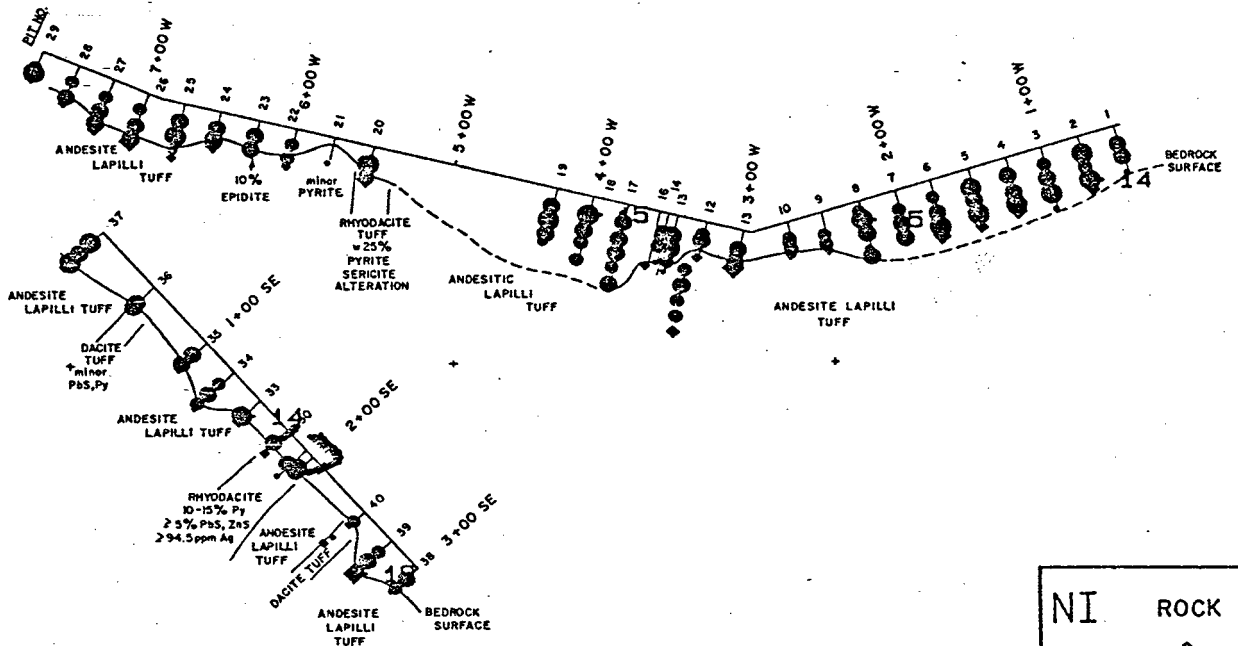 PIT NO.
29
28
27
7+00 W
26
25
24
23
6+00 W
22
21
20
5+00 W
19
4+00 W
18
17
5
16
14
13
12
3+00 W
13
10
9
2+00 W
8
7
6
5
6
5
4
1+00 W
3
2
1
14
BEDROCK
SURFACE
ANDESITE
LAPILLI
TUFF
10%
EPIDITE
minor
PYRITE
RHYODACITE
TUFF
w 25%
PYRITE
SERICITE
ALTERATION
ANDESITIC
LAPILLI
TUFF
ANDESITE LAPILLI
TUFF
37
36
35
1+00 SE
34
33
30
2+00 SE
40
39
38
3+00 SE
ANDESITE
LAPILLI TUFF
DACITE
TUFF
minor
PbS,Py
ANDESITE
LAPILLI TUFF
RHYODACITE
10-15% Py
≥5% PbS, ZnS
≥94.5ppm Ag
ANDESITE
LAPILLI
TUFF
DACITE TUFF
ANDESITE
LAPILLI
TUFF
BEDROCK
SURFACE
NI ROCK